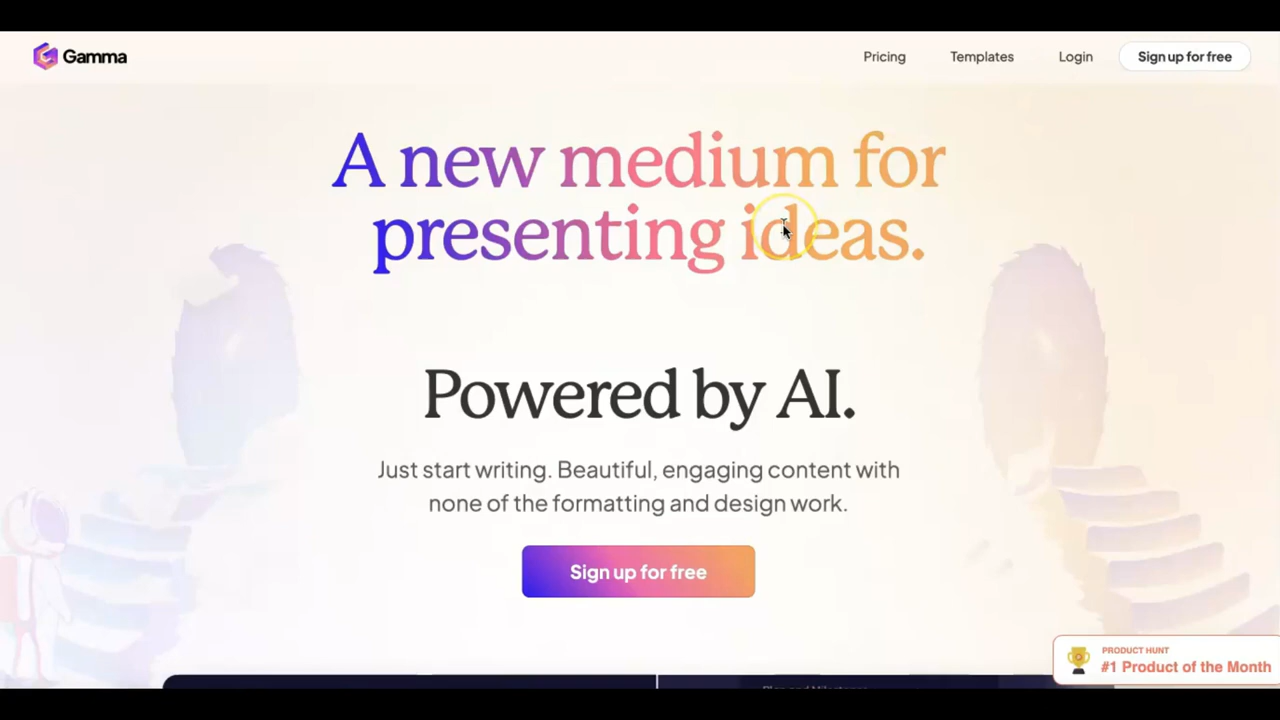 Gamma
Pricing
Templates
Login
Sign up for free
A new medium for
presenting ideas.
Powered by AI.
Just start writing. Beautiful, engaging content with
none of the formatting and design work.
Sign up for free
PRODUCT HUNT
#1 Product of the Month